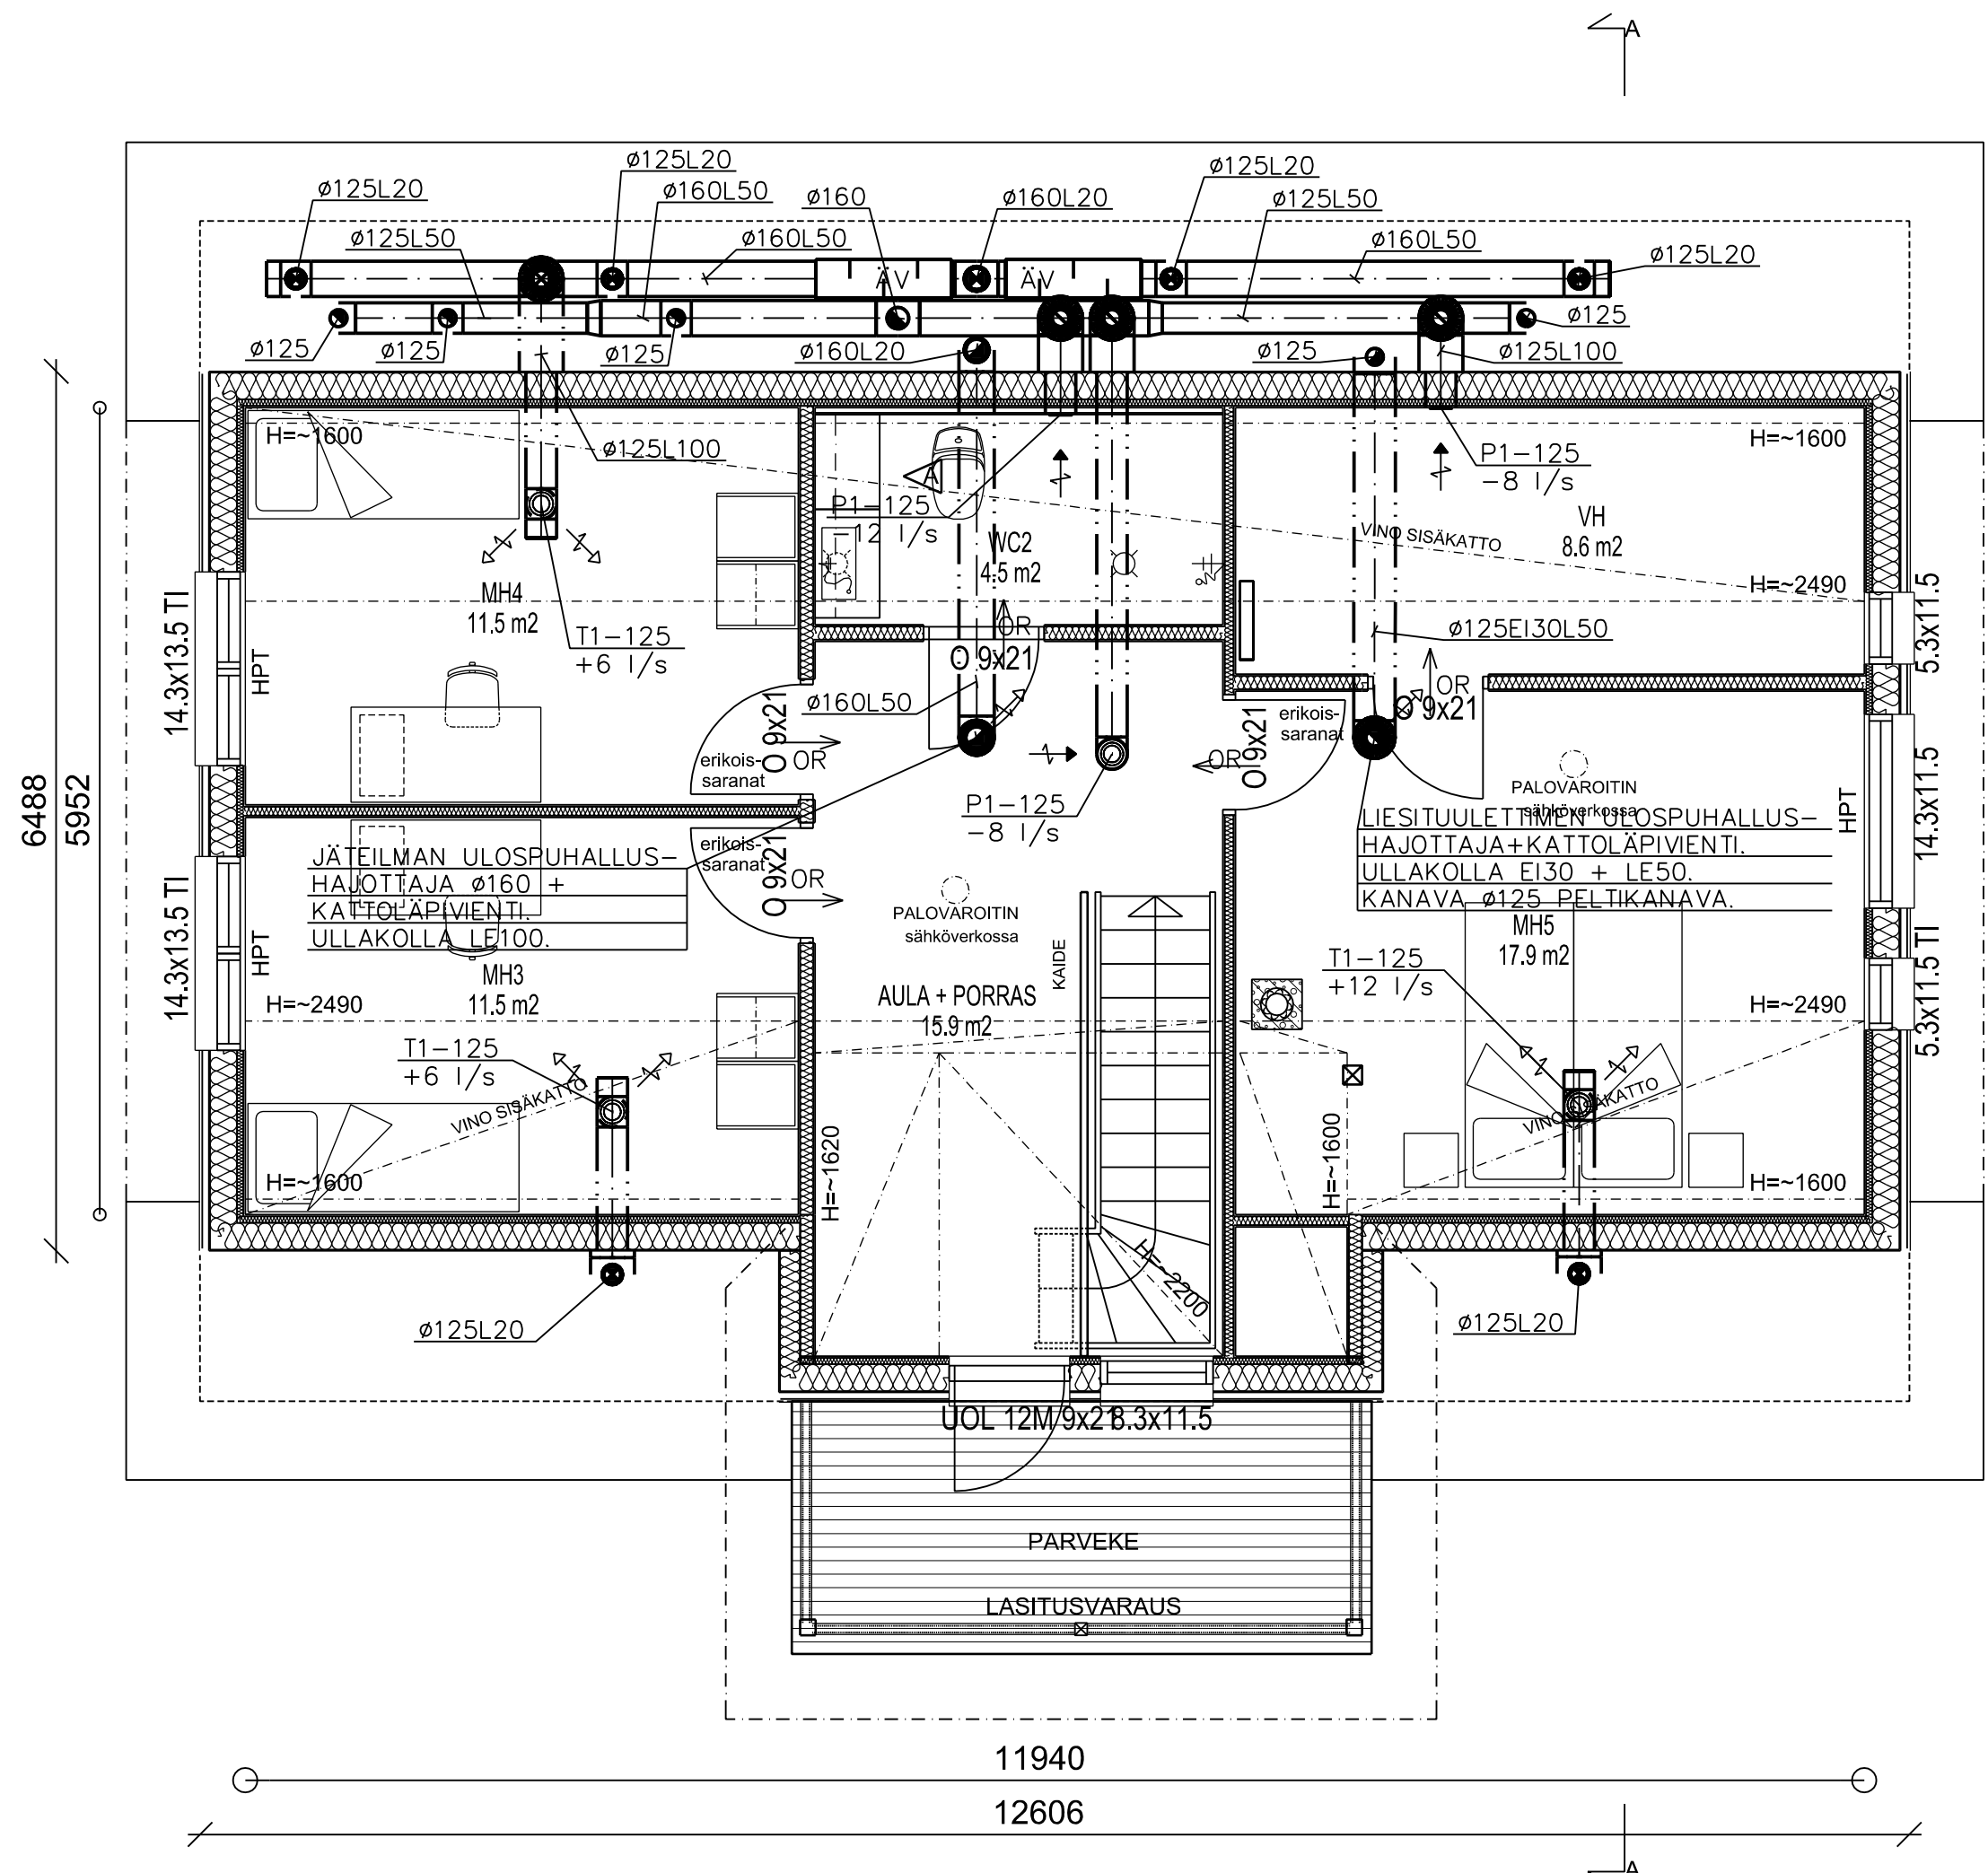 A
ø125L20
ø125L20
ø160L50
ø160
ø160L20
ø125L20
ø125L50
ø125L50
ø160L50
ø160L50
ø125L20
ÄV
ÄV
ø125
ø125
ø125
ø125
ø160L20
ø125
ø125L100
H=~1600
ø125L100
H=~1600
P1-125
-8 l/s
A
P1-125
-12 l/s
VH
8.6 m2
VINO SISÄKATTO
WC2
4.5 m2
H=~2490
MH4
11.5 m2
T1-125
+6 l/s
OR
O 9x21
ø125EI30L50
14.3x13.5 TI
HPT
5.3x11.5
ø160L50
OR
O 9x21
erikois-
saranat
O 9x21
OR
erikois-
saranat
O 9x21
OR
PALOVAROITIN
sähköverkossa
6488
5952
P1-125
-8 l/s
LIESITUULETTIMEN ULOSPUHALLUS-
HAJOTTAJA+KATTOLÄPIVIENTI.
ULLAKOLLA EI30 + LE50.
KANAVA ø125 PELTIKANAVA.
HPT
14.3x11.5
JÄTEILMAN ULOSPUHALLUS-
HAJOTTAJA ø160 +
KATTOLÄPIVIENTI.
ULLAKOLLA LE100.
erikois-
saranat
O 9x21
OR
PALOVAROITIN
sähköverkossa
KAIDE
14.3x13.5 TI
HPT
MH3
11.5 m2
H=~2490
AULA + PORRAS
15.9 m2
MH5
17.9 m2
T1-125
+12 l/s
H=~2490
5.3x11.5 TI
T1-125
+6 l/s
VINO SISÄKATTO
VINO SISÄKATTO
H=~1600
H=~1620
H=~1600
H=~1600
H=~2200
ø125L20
ø125L20
UOL 12M 9x21
8.3x11.5
PARVEKE
LASITUSVARAUS
11940
12606
A